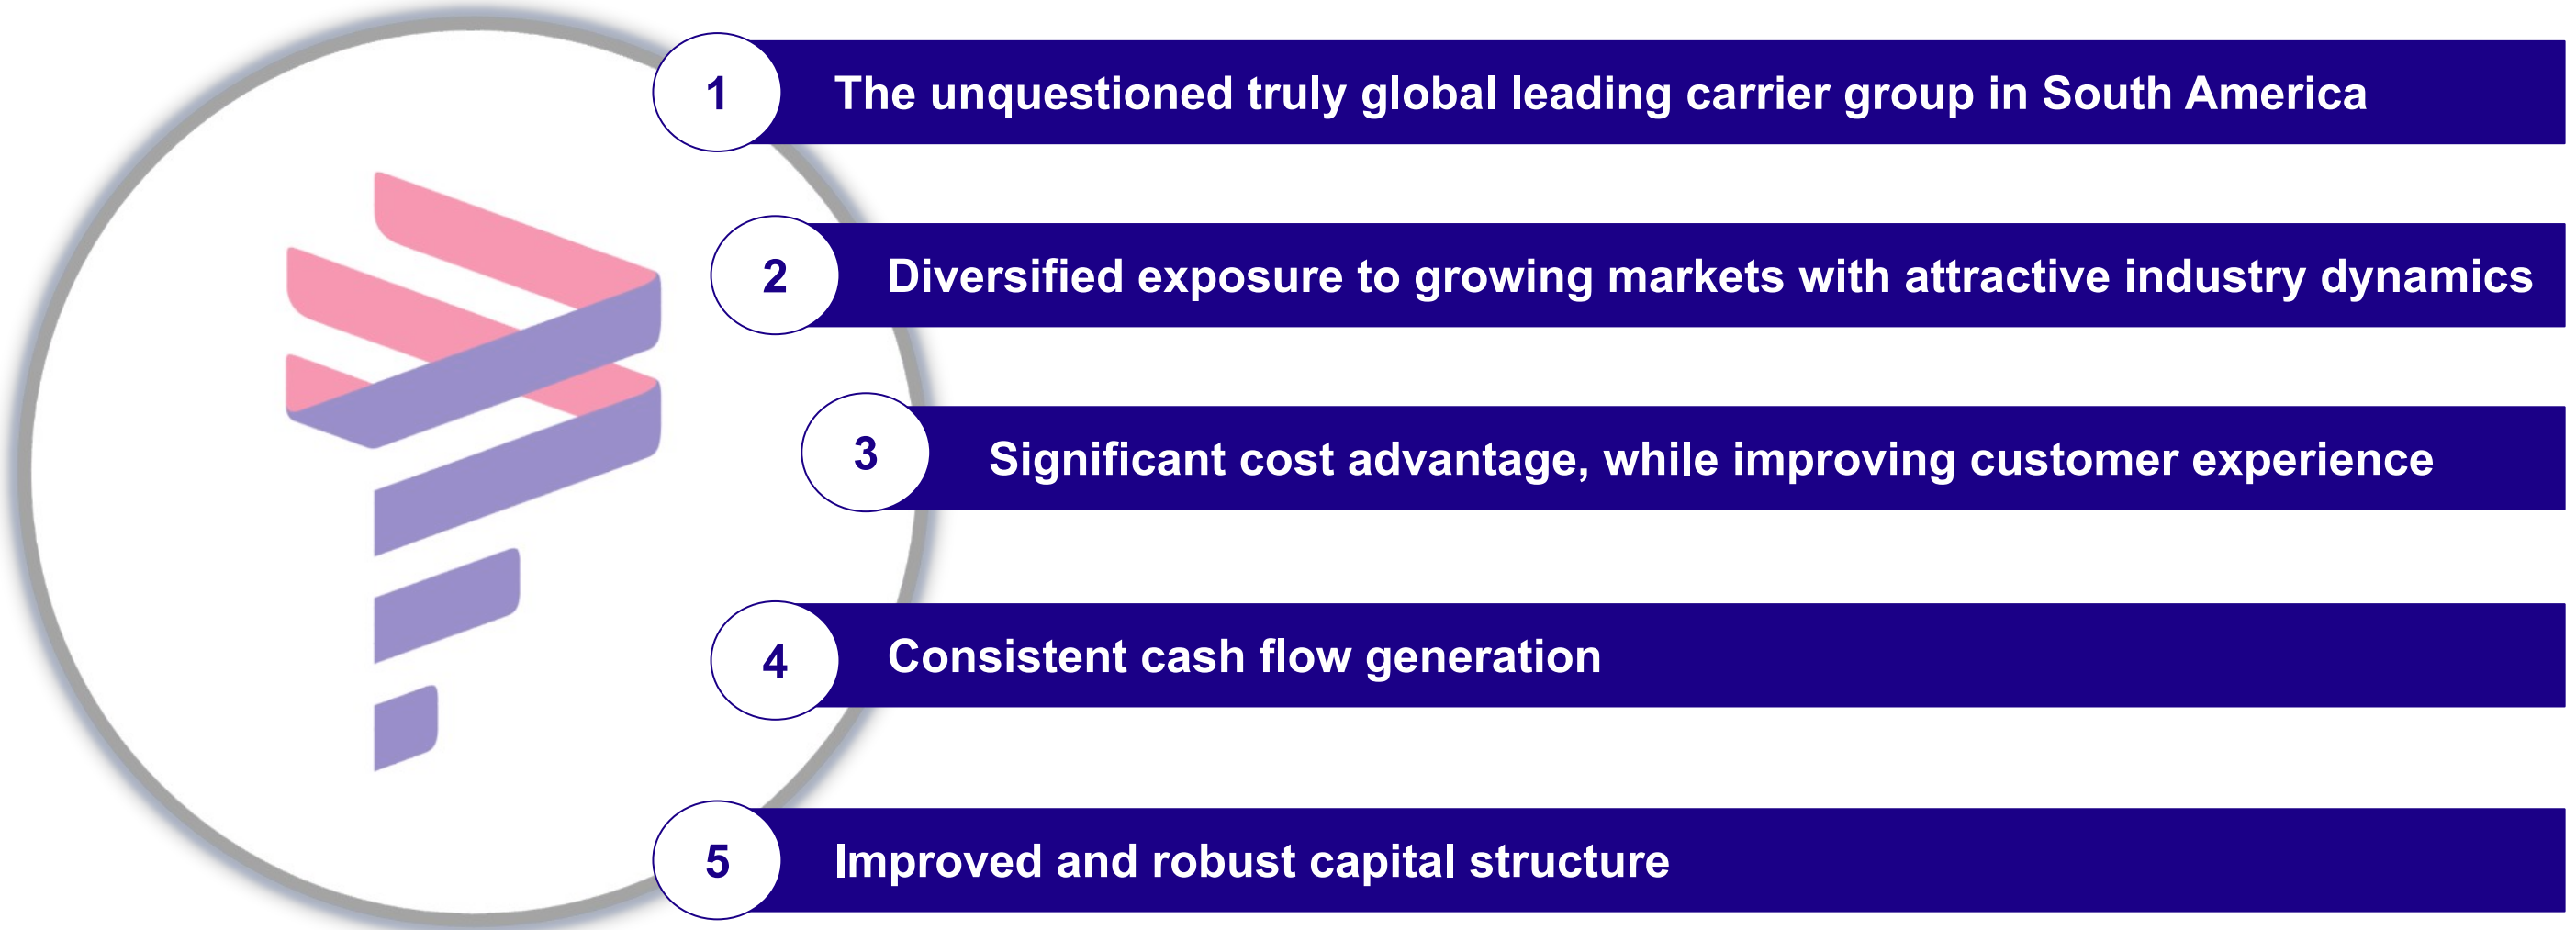 1
The unquestioned truly global leading carrier group in South America
2
Diversified exposure to growing markets with attractive industry dynamics
3
Significant cost advantage, while improving customer experience
4
Consistent cash flow generation
5
Improved and robust capital structure